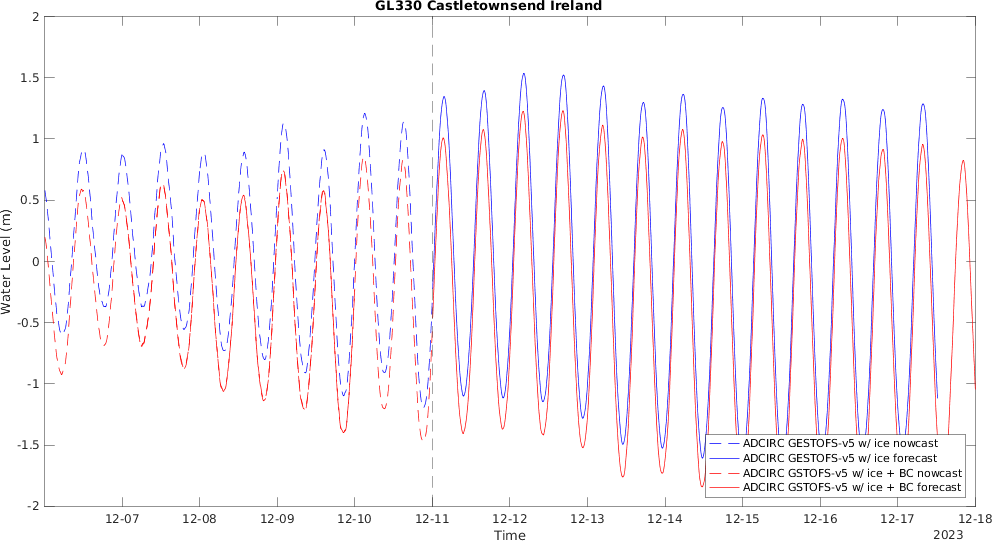 GL330 Castletownsend Ireland
2
1.5
1
0.5
0
-0.5
-1
-1.5
-2
Water Level (m)
ADCIRC GESTOFS-v5 w/ ice nowcast
ADCIRC GESTOFS-v5 w/ ice forecast
ADCIRC GSTOFS-v5 w/ ice + BC nowcast
ADCIRC GSTOFS-v5 w/ ice + BC forecast
12-07 12-08 12-09 12-10 12-11 12-12 12-13 12-14 12-15 12-16 12-17 12-18
Time
2023